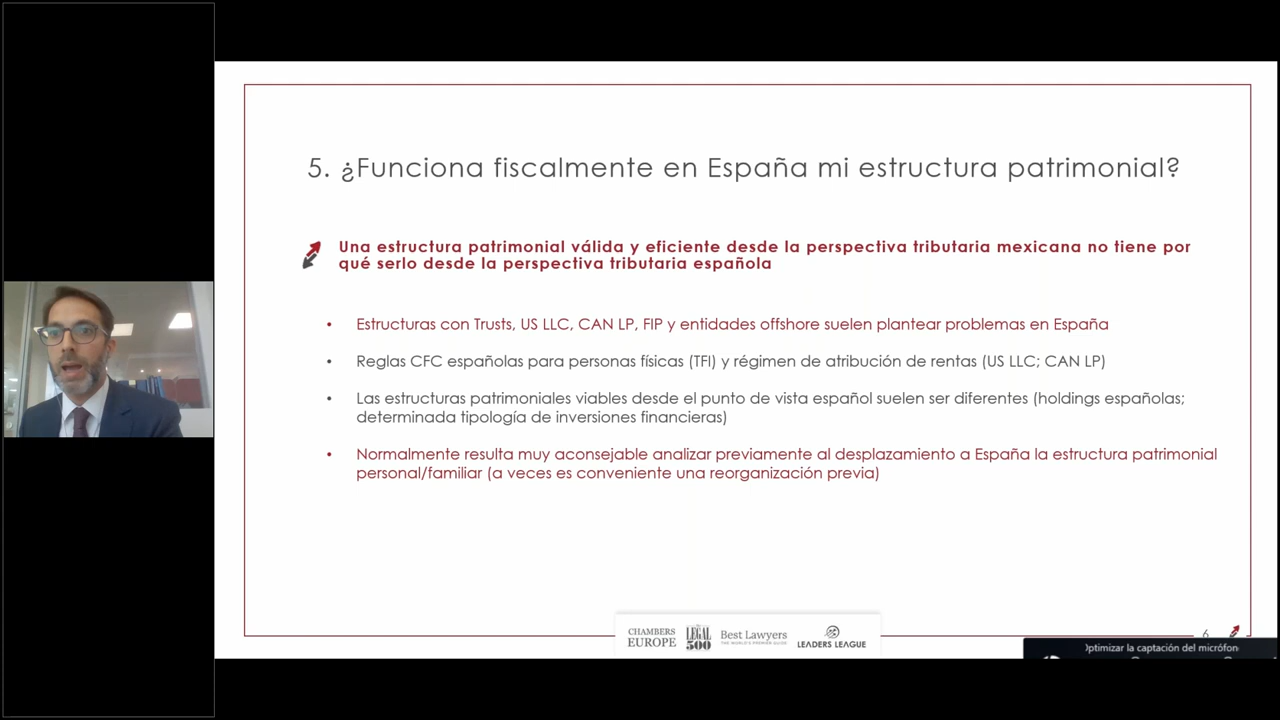 5. ¿Funciona fiscalmente en España mi estructura patrimonial?
Una estructura patrimonial válida y eficiente desde la perspectiva tributaria mexicana no tiene por
qué serlo desde la perspectiva tributaria española
• Estructuras con Trusts, US LLC, CAN LP, FIP y entidades offshore suelen plantear problemas en España
• Reglas CFC españolas para personas físicas (TFI) y régimen de atribución de rentas (US LLC; CAN LP)
• Las estructuras patrimoniales viables desde el punto de vista español suelen ser diferentes (holdings españolas;
determinada tipología de inversiones financieras)
• Normalmente resulta muy aconsejable analizar previamente al desplazamiento a España la estructura patrimonial
personal/familiar (a veces es conveniente una reorganización previa)
CHAMBERS
EUROPE
LEGAL
500
Best Lawyers
THE WORLD'S PREMIER GUIDE
LEADERS LEAGUE
6
Optimizar la captación del micrófono